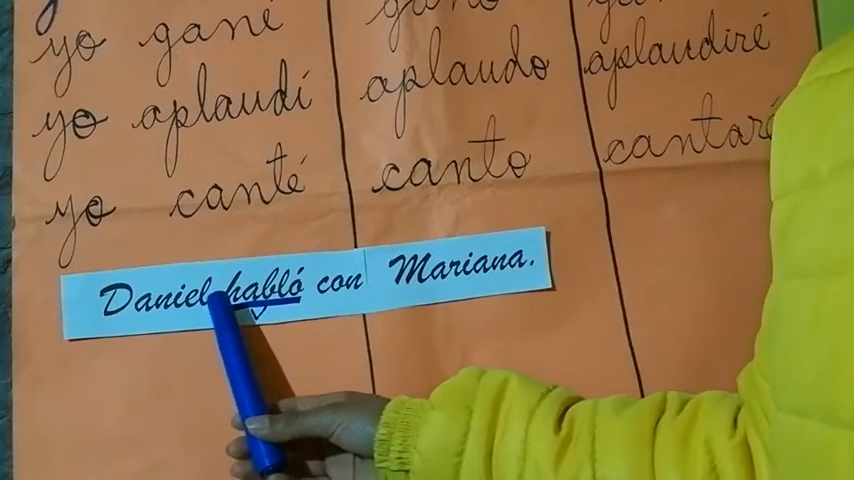 yo gané
yo aplaudí aplaudo aplaudiré
yo canté canto cantaré
Daniel habló con Mariana.